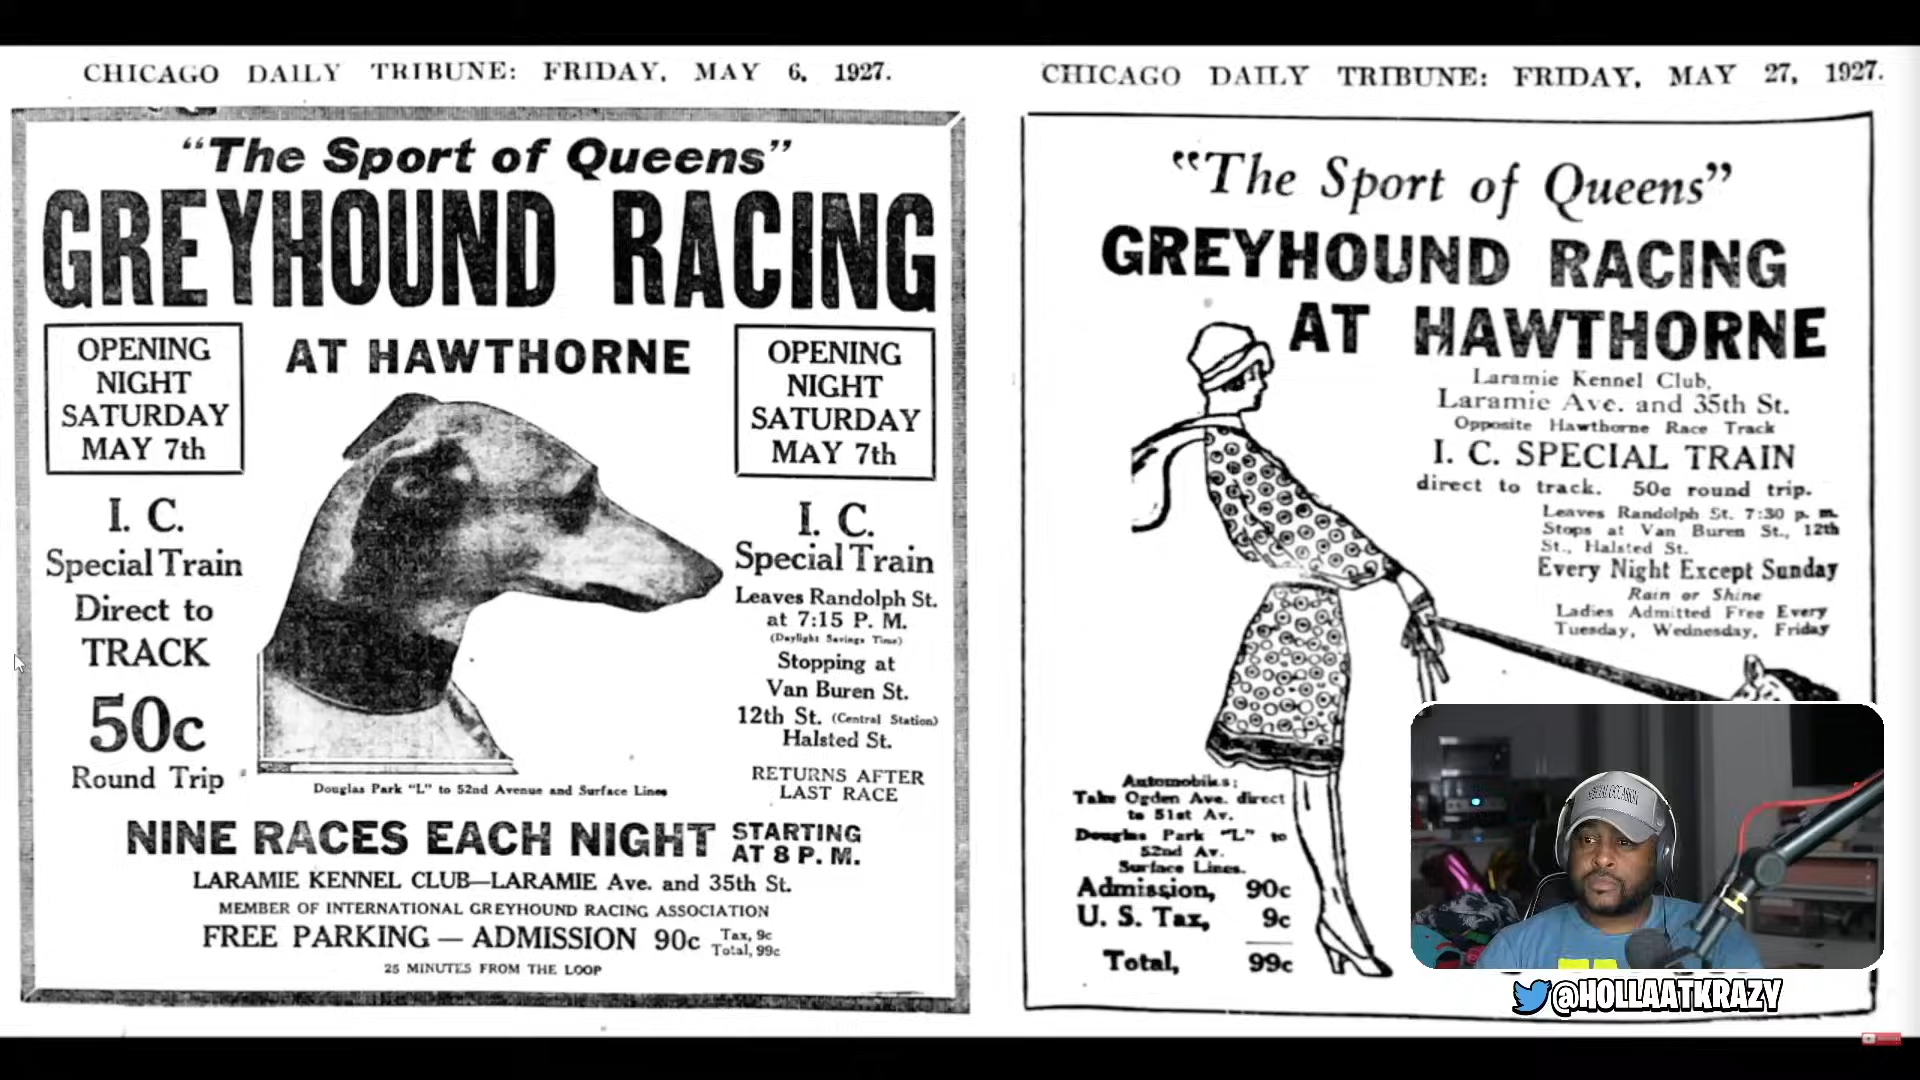 CHICAGO DAILY TRIBUNE: FRIDAY, MAY 6, 1927.
"The Sport of Queens"
GREYHOUND RACING
AT HAWTHORNE
OPENING
NIGHT
SATURDAY
MAY 7th
OPENING
NIGHT
SATURDAY
MAY 7th
I. C.
Special Train
Direct to
TRACK
50c
Round Trip
I. C.
Special Train
Leaves Randolph St.
at 7:15 P. M.
(Daylight Savings Time)
Stopping at
Van Buren St.
12th St. (Central Station)
Halsted St.
RETURNS AFTER
LAST RACE
Douglas Park "L" to 52nd Avenue and Surface Lines
NINE RACES EACH NIGHT STARTING
AT 8 P. M.
LARAMIE KENNEL CLUB—LARAMIE Ave. and 35th St.
MEMBER OF INTERNATIONAL GREYHOUND RACING ASSOCIATION
FREE PARKING — ADMISSION 90c Tax, 9c
Total, 99c
25 MINUTES FROM THE LOOP
CHICAGO DAILY TRIBUNE: FRIDAY, MAY 27, 1927.
"The Sport of Queens"
GREYHOUND RACING
AT HAWTHORNE
Laramie Kennel Club,
Laramie Ave. and 35th St.
Opposite Hawthorne Race Track
I. C. SPECIAL TRAIN
direct to track. 50c round trip.
Leaves Randolph St. 7:30 p. m.
Stops at Van Buren St., 12th
St., Halsted St.
Every Night Except Sunday
Rain or Shine
Ladies Admitted Free Every
Tuesday, Wednesday, Friday
Automobiles:
Take Ogden Ave. direct
to 51st Av.
Douglas Park "L" to
52nd Av.
Surface Lines.
Admission, 90c
U. S. Tax, 9c
Total, 99c
@HOLLAATKRAZY